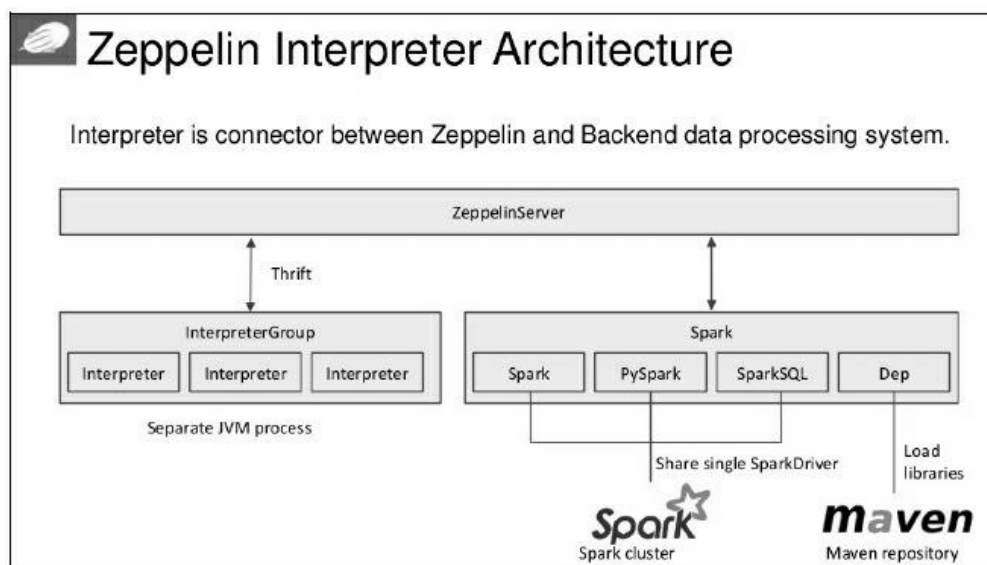 Zeppelin Interpreter Architecture
Interpreter is connector between Zeppelin and Backend data processing system.
ZeppelinServer
Thrift
InterpreterGroup
Interpreter
Interpreter
Interpreter
Separate JVM process
Spark
Spark
PySpark
SparkSQL
Dep
Share single SparkDriver
Load
libraries
Spark
Spark cluster
maven
Maven repository